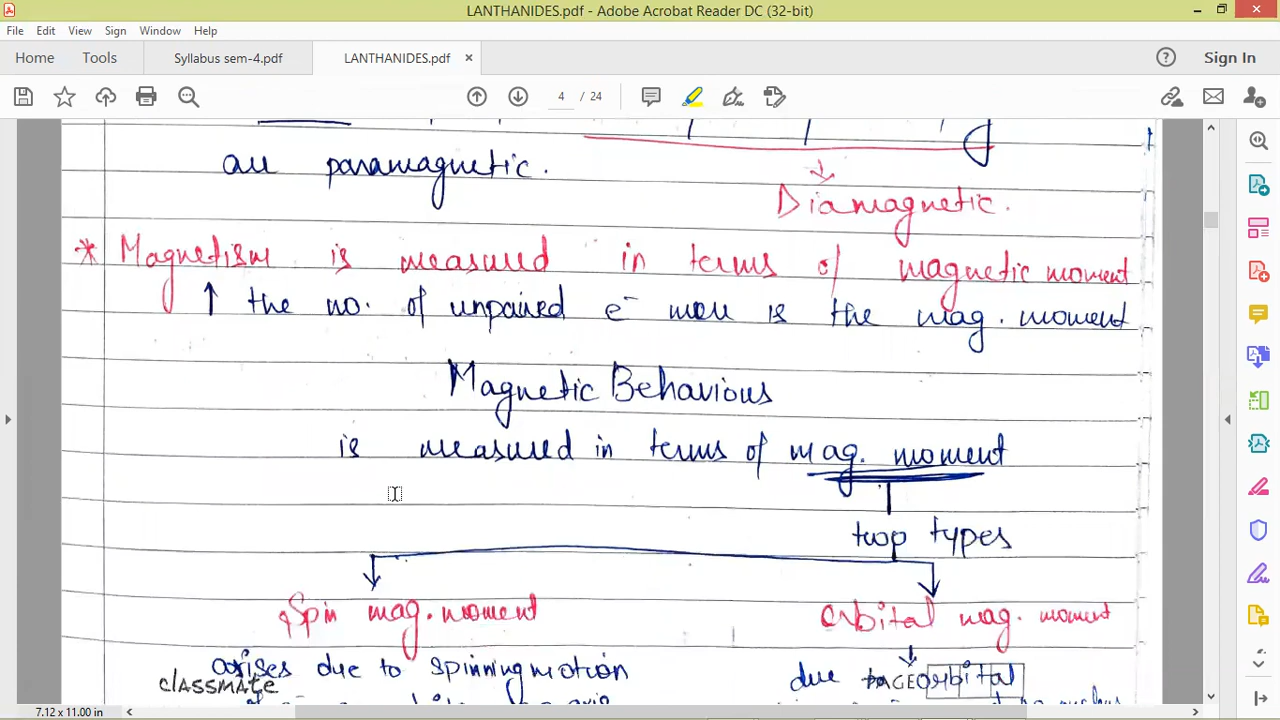 LANTHANIDES.pdf - Adobe Acrobat Reader DC (32-bit)
File Edit View Sign Window Help
Home Tools Syllabus sem-4.pdf LANTHANIDES.pdf × Sign In
4 / 24
all paramagnetic.
Diamagnetic.
* Magnetism is measured in terms of magnetic moment
↑ the no. of unpaired e⁻ more is the mag. moment
Magnetic Behaviours
is measured in terms of mag. moment
two types
Spin mag. moment Orbital mag. moment
arises due to spinning motion due to orbital
classmate PAGE
7.12 x 11.00 in